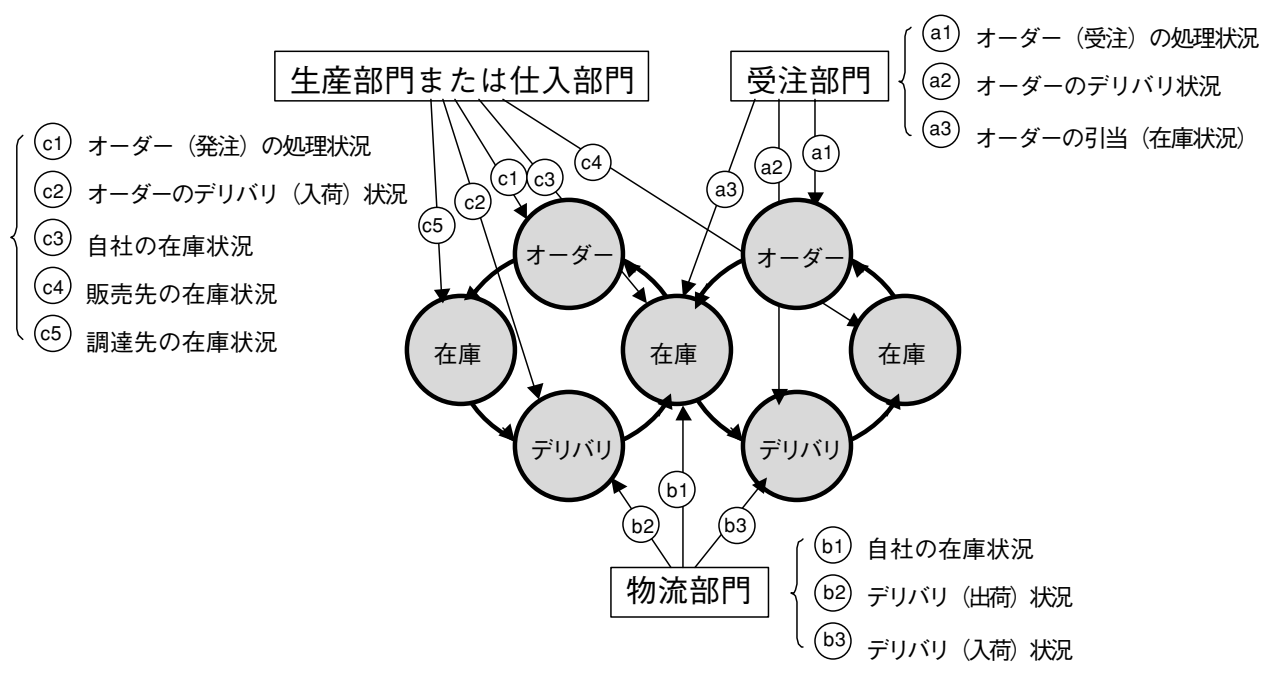 生産部門または仕入部門
受注部門
a1 オーダー（受注）の処理状況
a2 オーダーのデリバリ状況
a3 オーダーの引当（在庫状況）
c1 オーダー（発注）の処理状況
c2 オーダーのデリバリ（入荷）状況
c3 自社の在庫状況
c4 販売先の在庫状況
c5 調達先の在庫状況
c5
c2
c1
c3
c4
a3
a2
a1
オーダー
オーダー
在庫
在庫
在庫
デリバリ
デリバリ
b2
b1
b3
物流部門
b1 自社の在庫状況
b2 デリバリ（出荷）状況
b3 デリバリ（入荷）状況